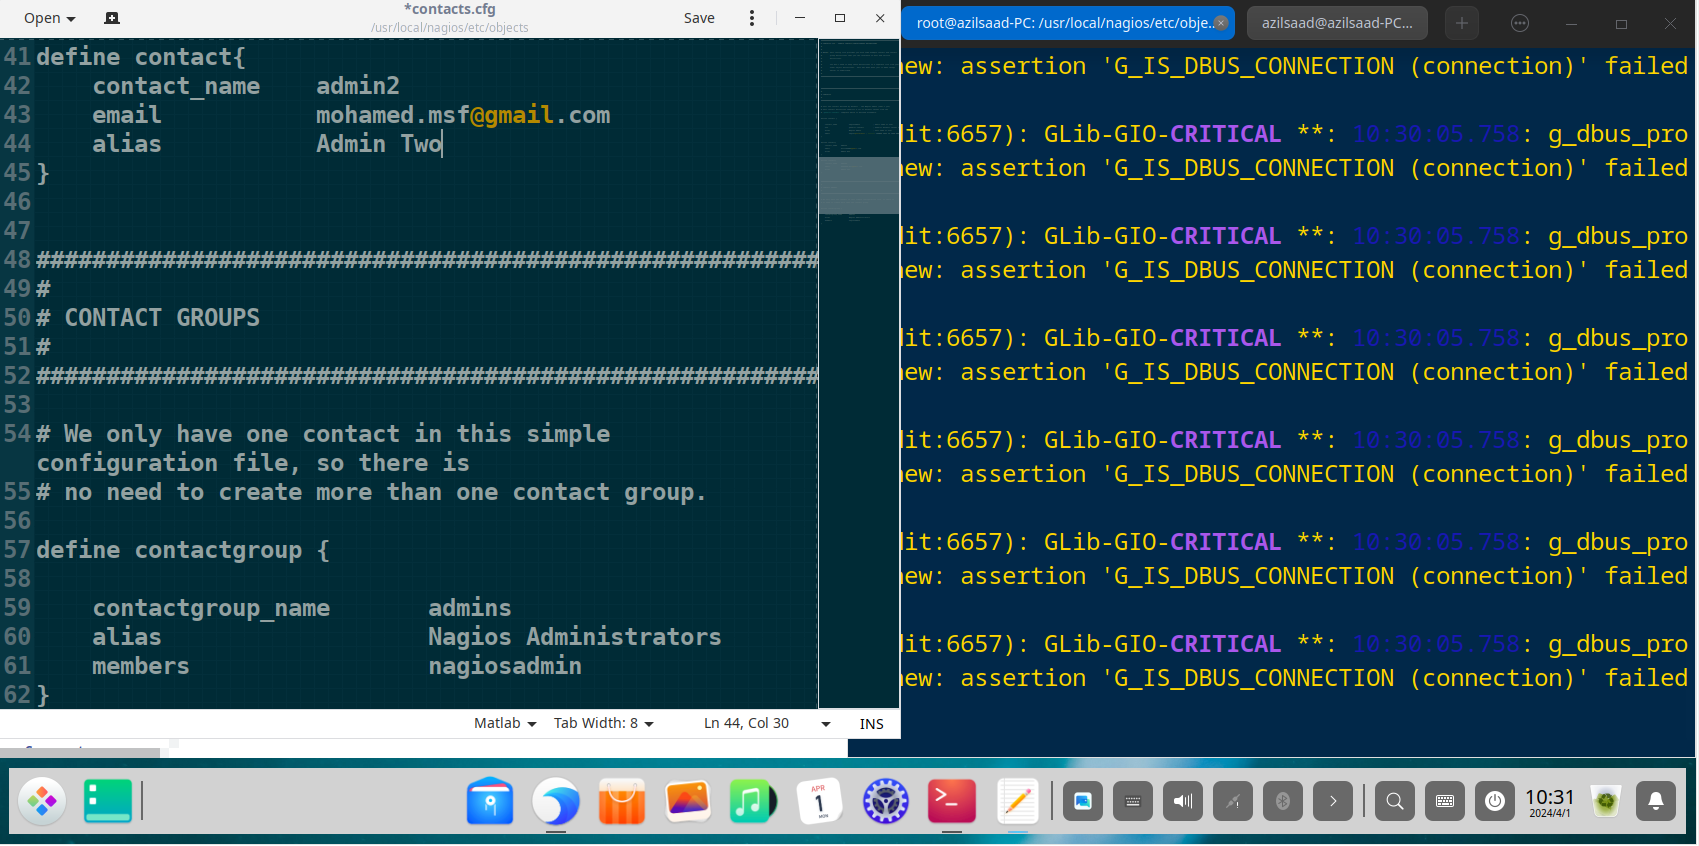 Open
*contacts.cfg
/usr/local/nagios/etc/objects
Save
41 define contact{
42 contact_name admin2
43 email mohamed.msf@gmail.com
44 alias Admin Two
45 }
46
47
48 ########################################################
49 #
50 # CONTACT GROUPS
51 #
52 ########################################################
53
54 # We only have one contact in this simple
configuration file, so there is
55 # no need to create more than one contact group.
56
57 define contactgroup {
58
59 contactgroup_name admins
60 alias Nagios Administrators
61 members nagiosadmin
62 }
Matlab Tab Width: 8 Ln 44, Col 30 INS
root@azilsaad-PC: /usr/local/nagios/etc/obje..
azilsaad@azilsaad-PC...
ew: assertion 'G_IS_DBUS_CONNECTION (connection)' failed
dit:6657): GLib-GIO-CRITICAL **: 10:30:05.758: g_dbus_pro
ew: assertion 'G_IS_DBUS_CONNECTION (connection)' failed
dit:6657): GLib-GIO-CRITICAL **: 10:30:05.758: g_dbus_pro
ew: assertion 'G_IS_DBUS_CONNECTION (connection)' failed
dit:6657): GLib-GIO-CRITICAL **: 10:30:05.758: g_dbus_pro
ew: assertion 'G_IS_DBUS_CONNECTION (connection)' failed
dit:6657): GLib-GIO-CRITICAL **: 10:30:05.758: g_dbus_pro
ew: assertion 'G_IS_DBUS_CONNECTION (connection)' failed
dit:6657): GLib-GIO-CRITICAL **: 10:30:05.758: g_dbus_pro
ew: assertion 'G_IS_DBUS_CONNECTION (connection)' failed
dit:6657): GLib-GIO-CRITICAL **: 10:30:05.758: g_dbus_pro
ew: assertion 'G_IS_DBUS_CONNECTION (connection)' failed
APR
1
MON
10:31
2024/4/1